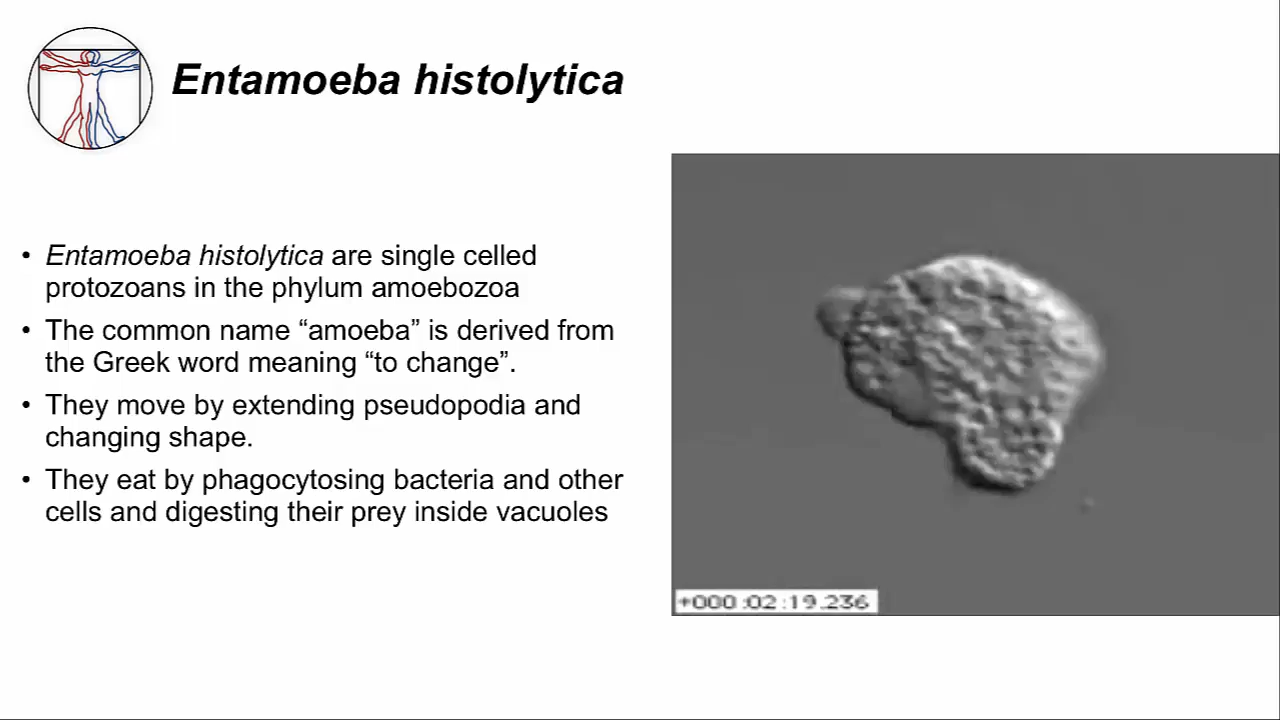 Entamoeba histolytica
• Entamoeba histolytica are single celled
protozoans in the phylum amoebozoa
• The common name “amoeba” is derived from
the Greek word meaning “to change”.
• They move by extending pseudopodia and
changing shape.
• They eat by phagocytosing bacteria and other
cells and digesting their prey inside vacuoles
+000:02:19.236